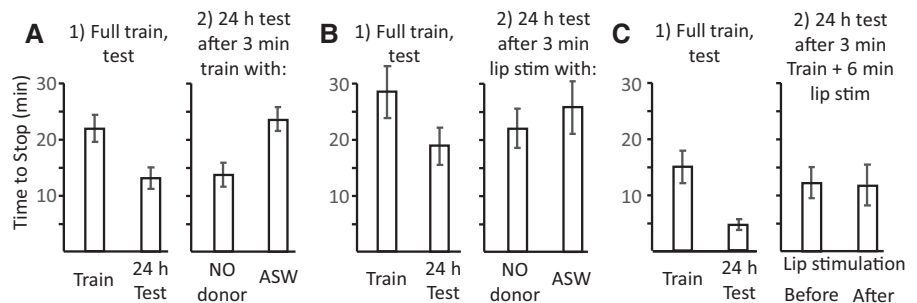 A
1) Full train,
test
2) 24 h test
after 3 min
train with:
Time to Stop (min)
30
20
10
Train
24 h
Test
NO
donor
ASW
B
1) Full train,
test
2) 24 h test
after 3 min
lip stim with:
30
20
10
Train
24 h
Test
NO
donor
ASW
C
1) Full train,
test
2) 24 h test
after 3 min
Train + 6 min
lip stim
30
20
10
Train
24 h
Test
Lip stimulation
Before After